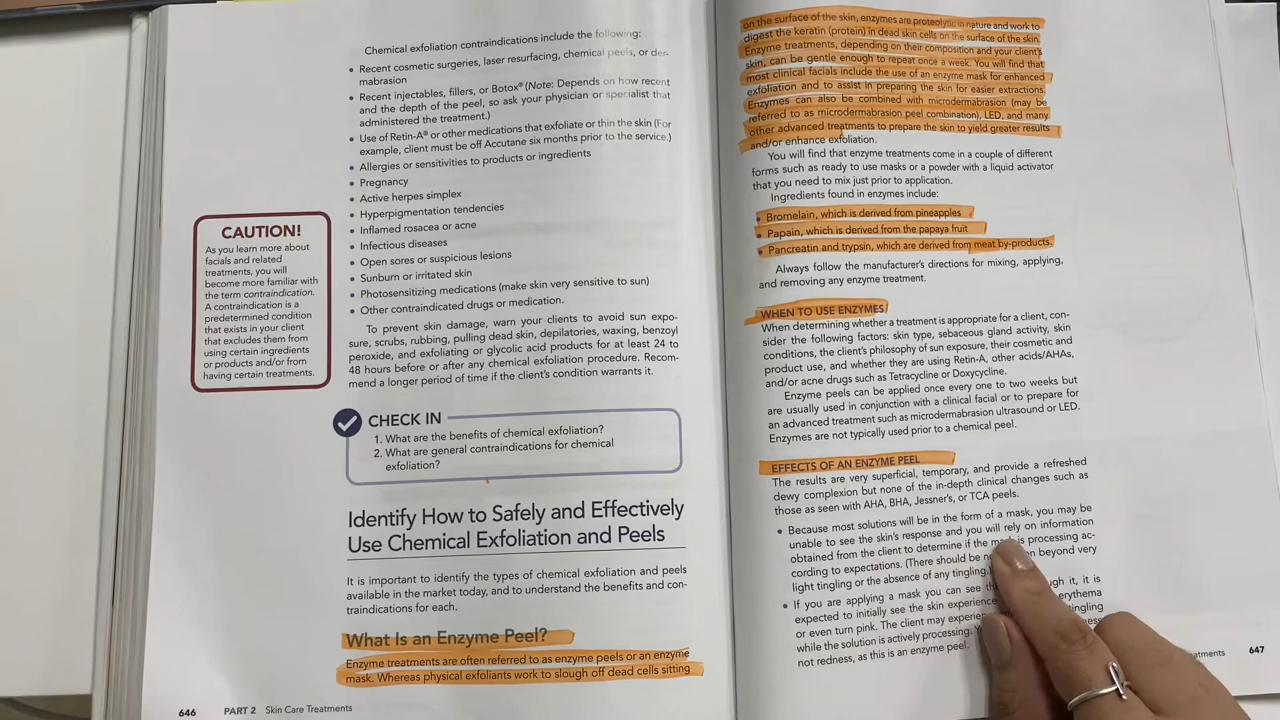 Chemical exfoliation contraindications include the following:
• Recent cosmetic surgeries, laser resurfacing, chemical peels, or der-
mabrasion
• Recent injectables, fillers, or Botox® (Note: Depends on how recent
and the depth of the peel, so ask your physician or specialist that
administered the treatment.)
• Use of Retin-A® or other medications that exfoliate or thin the skin (For
example, client must be off Accutane six months prior to the service.)
• Allergies or sensitivities to products or ingredients
• Pregnancy
• Active herpes simplex
• Hyperpigmentation tendencies
• Inflamed rosacea or acne
• Infectious diseases
• Open sores or suspicious lesions
• Sunburn or irritated skin
• Photosensitizing medications (make skin very sensitive to sun)
• Other contraindicated drugs or medication.
To prevent skin damage, warn your clients to avoid sun expo-
sure, scrubs, rubbing, pulling dead skin, depilatories, waxing, benzoyl
peroxide, and exfoliating or glycolic acid products for at least 24 to
48 hours before or after any chemical exfoliation procedure. Recom-
mend a longer period of time if the client's condition warrants it.
CAUTION!
As you learn more about
facials and related
treatments, you will
become more familiar with
the term contraindication.
A contraindication is a
predetermined condition
that exists in your client
that excludes them from
using certain ingredients
or products and/or from
having certain treatments.
CHECK IN
1. What are the benefits of chemical exfoliation?
2. What are general contraindications for chemical
exfoliation?
Identify How to Safely and Effectively
Use Chemical Exfoliation and Peels
It is important to identify the types of chemical exfoliation and peels
available in the market today, and to understand the benefits and con-
traindications for each.
What Is an Enzyme Peel?
Enzyme treatments are often referred to as enzyme peels or an enzyme
mask. Whereas physical exfoliants work to slough off dead cells sitting
646 PART 2 Skin Care Treatments
on the surface of the skin, enzymes are proteolytic in nature and work to
digest the keratin (protein) in dead skin cells on the surface of the skin.
Enzyme treatments, depending on their composition and your client's
skin, can be gentle enough to repeat once a week. You will find that
most clinical facials include the use of an enzyme mask for enhanced
exfoliation and to assist in preparing the skin for easier extractions.
Enzymes can also be combined with microdermabrasion (may be
referred to as microdermabrasion peel combination), LED, and many
other advanced treatments to prepare the skin to yield greater results
and/or enhance exfoliation.
You will find that enzyme treatments come in a couple of different
forms such as ready to use masks or a powder with a liquid activator
that you need to mix just prior to application.
Ingredients found in enzymes include:
• Bromelain, which is derived from pineapples
• Papain, which is derived from the papaya fruit
• Pancreatin and trypsin, which are derived from meat by-products.
Always follow the manufacturer's directions for mixing, applying,
and removing any enzyme treatment.
WHEN TO USE ENZYMES
When determining whether a treatment is appropriate for a client, con-
sider the following factors: skin type, sebaceous gland activity, skin
conditions, the client's philosophy of sun exposure, their cosmetic and
product use, and whether they are using Retin-A, other acids/AHAs,
and/or acne drugs such as Tetracycline or Doxycycline.
Enzyme peels can be applied once every one to two weeks but
are usually used in conjunction with a clinical facial or to prepare for
an advanced treatment such as microdermabrasion ultrasound or LED.
Enzymes are not typically used prior to a chemical peel.
EFFECTS OF AN ENZYME PEEL
The results are very superficial, temporary, and provide a refreshed
dewy complexion but none of the in-depth clinical changes such as
those as seen with AHA, BHA, Jessner's, or TCA peels.
• Because most solutions will be in the form of a mask, you may be
unable to see the skin's response and you will rely on information
obtained from the client to determine if the mask is processing ac-
cording to expectations. (There should be beyond very
light tingling or the absence of any tingling.
• If you are applying a mask you can see it, it is
expected to initially see the skin experience erythema
or even turn pink. The client may tingling
while the solution is actively processing.
not redness, as this is an enzyme peel.
647